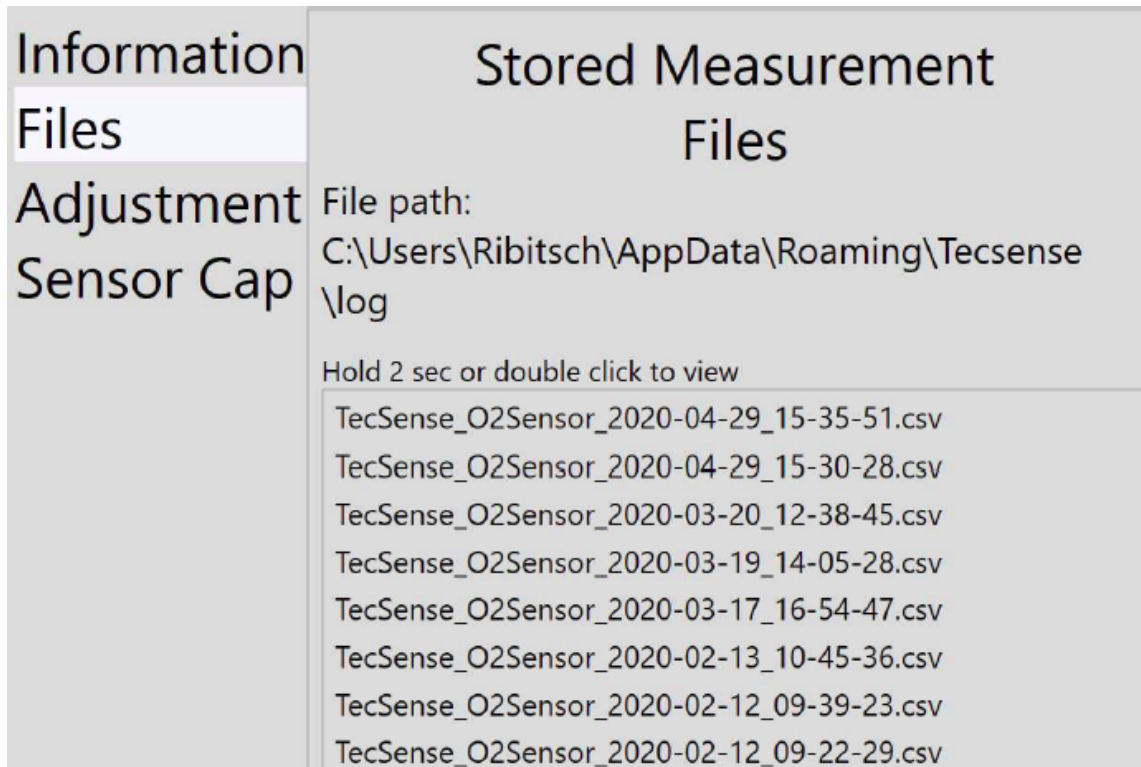 Information
Files
Adjustment
Sensor Cap
Stored Measurement
Files
File path:
C:\Users\Ribitsch\AppData\Roaming\Tecsense
\log
Hold 2 sec or double click to view
TecSense_O2Sensor_2020-04-29_15-35-51.csv
TecSense_O2Sensor_2020-04-29_15-30-28.csv
TecSense_O2Sensor_2020-03-20_12-38-45.csv
TecSense_O2Sensor_2020-03-19_14-05-28.csv
TecSense_O2Sensor_2020-03-17_16-54-47.csv
TecSense_O2Sensor_2020-02-13_10-45-36.csv
TecSense_O2Sensor_2020-02-12_09-39-23.csv
TecSense_O2Sensor_2020-02-12_09-22-29.csv